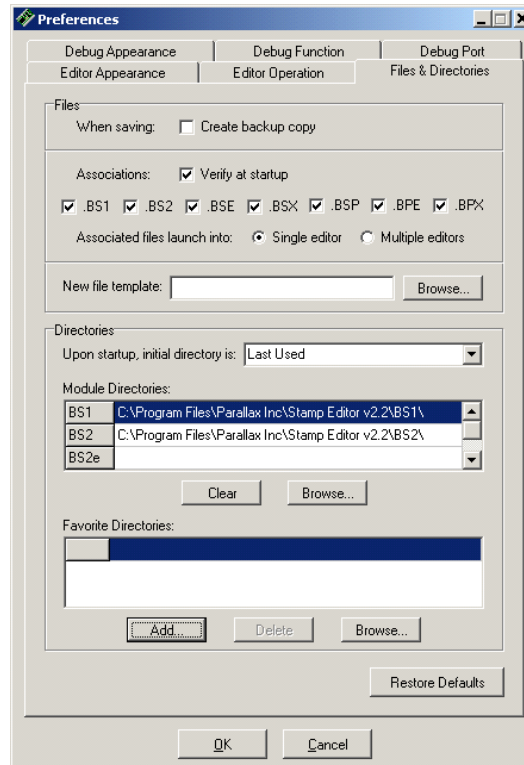 Preferences
Debug Appearance Debug Function Debug Port
Editor Appearance Editor Operation Files & Directories
Files
When saving: Create backup copy
Associations: Verify at startup
.BS1 .BS2 .BSE .BSX .BSP .BPE .BPX
Associated files launch into: Single editor Multiple editors
New file template: Browse...
Directories
Upon startup, initial directory is: Last Used
Module Directories:
BS1 C:\Program Files\Parallax Inc\Stamp Editor v2.2\BS1\
BS2 C:\Program Files\Parallax Inc\Stamp Editor v2.2\BS2\
BS2e
Clear Browse...
Favorite Directories:
Add... Delete Browse...
Restore Defaults
OK Cancel